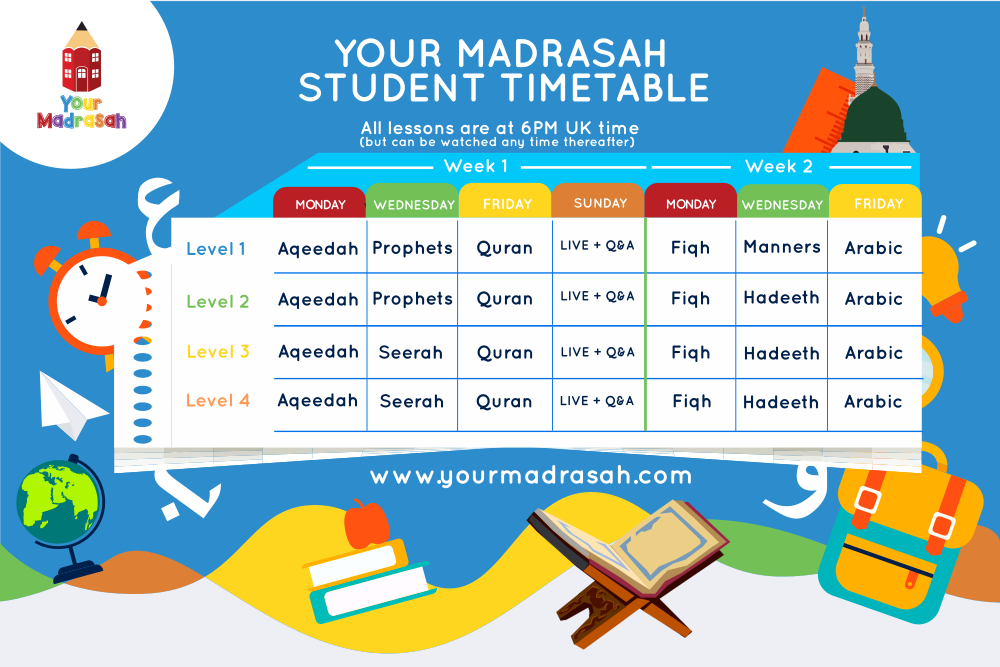 Your
Madrasah
YOUR MADRASAH
STUDENT TIMETABLE
All lessons are at 6PM UK time
(but can be watched any time thereafter)
Week 1 Week 2
MONDAY WEDNESDAY FRIDAY SUNDAY MONDAY WEDNESDAY FRIDAY
Level 1 Aqeedah Prophets Quran LIVE + Q&A Fiqh Manners Arabic
Level 2 Aqeedah Prophets Quran LIVE + Q&A Fiqh Hadeeth Arabic
Level 3 Aqeedah Seerah Quran LIVE + Q&A Fiqh Hadeeth Arabic
Level 4 Aqeedah Seerah Quran LIVE + Q&A Fiqh Hadeeth Arabic
www.yourmadrasah.com
و